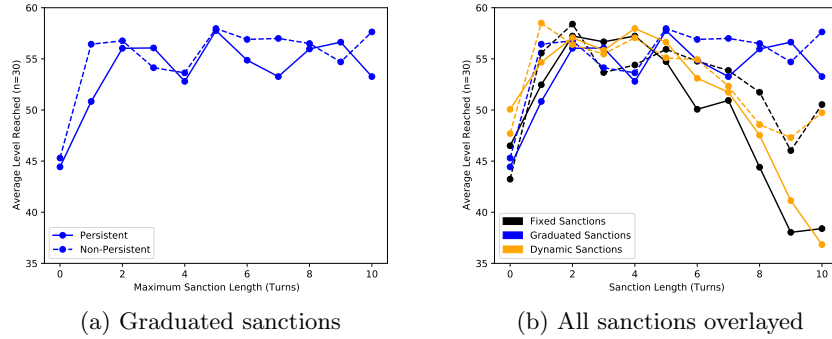 60
55
50
45
40
35
Average Level Reached (n=30)
Persistent
Non-Persistent
0 2 4 6 8 10
Maximum Sanction Length (Turns)
(a) Graduated sanctions
60
55
50
45
40
35
Average Level Reached (n=30)
Fixed Sanctions
Graduated Sanctions
Dynamic Sanctions
0 2 4 6 8 10
Sanction Length (Turns)
(b) All sanctions overlayed